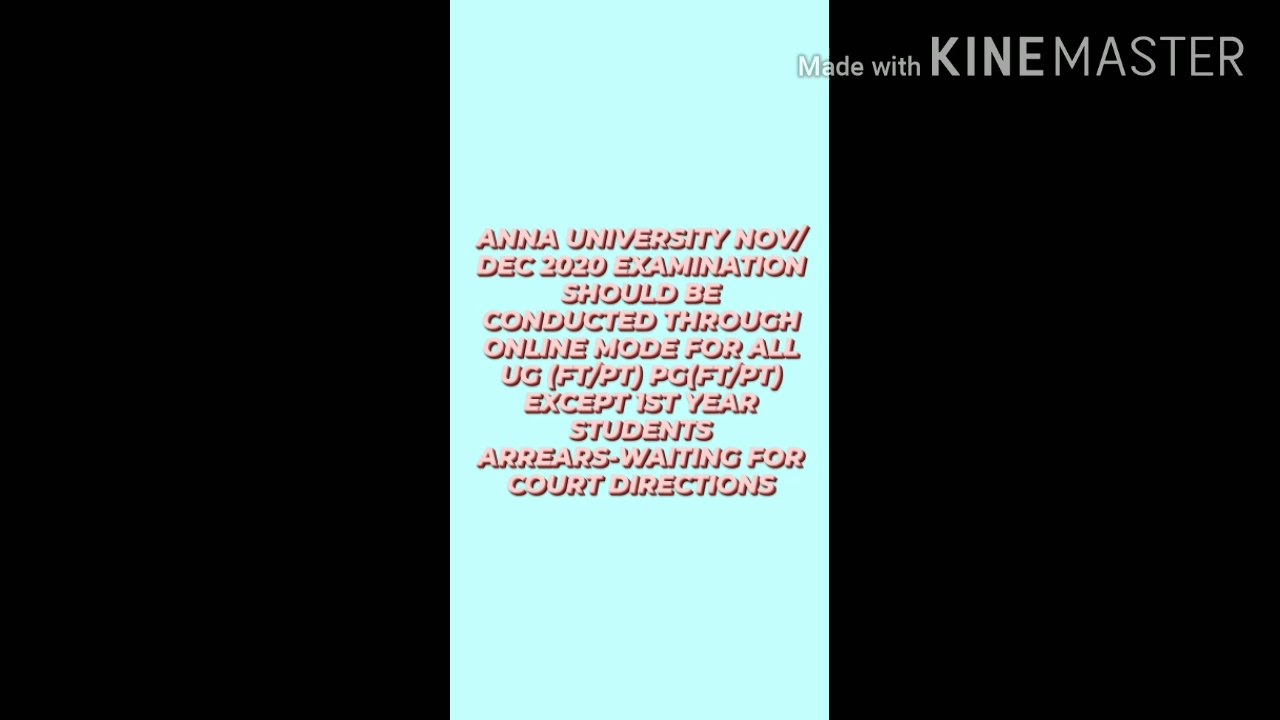 Made with KINEMASTER
ANNA UNIVERSITY NOV/
DEC 2020 EXAMINATION
SHOULD BE
CONDUCTED THROUGH
ONLINE MODE FOR ALL
UG (FT/PT) PG(FT/PT)
EXCEPT 1ST YEAR
STUDENTS
ARREARS-WAITING FOR
COURT DIRECTIONS